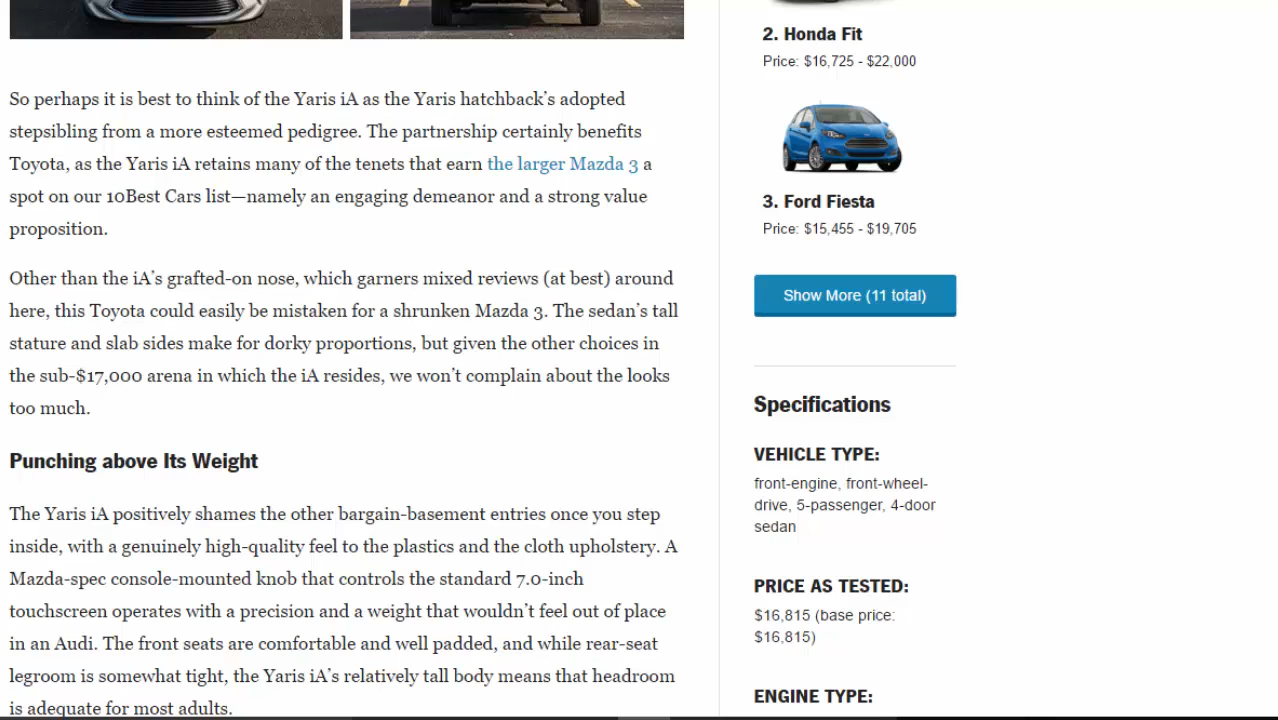 So perhaps it is best to think of the Yaris iA as the Yaris hatchback’s adopted
stepsibling from a more esteemed pedigree. The partnership certainly benefits
Toyota, as the Yaris iA retains many of the tenets that earn the larger Mazda 3 a
spot on our 10Best Cars list—namely an engaging demeanor and a strong value
proposition.
Other than the iA’s grafted-on nose, which garners mixed reviews (at best) around
here, this Toyota could easily be mistaken for a shrunken Mazda 3. The sedan’s tall
stature and slab sides make for dorky proportions, but given the other choices in
the sub-$17,000 arena in which the iA resides, we won’t complain about the looks
too much.
Punching above Its Weight
The Yaris iA positively shames the other bargain-basement entries once you step
inside, with a genuinely high-quality feel to the plastics and the cloth upholstery. A
Mazda-spec console-mounted knob that controls the standard 7.0-inch
touchscreen operates with a precision and a weight that wouldn’t feel out of place
in an Audi. The front seats are comfortable and well padded, and while rear-seat
legroom is somewhat tight, the Yaris iA’s relatively tall body means that headroom
is adequate for most adults.
2. Honda Fit
Price: $16,725 - $22,000
3. Ford Fiesta
Price: $15,455 - $19,705
Show More (11 total)
Specifications
VEHICLE TYPE:
front-engine, front-wheel-
drive, 5-passenger, 4-door
sedan
PRICE AS TESTED:
$16,815 (base price:
$16,815)
ENGINE TYPE: